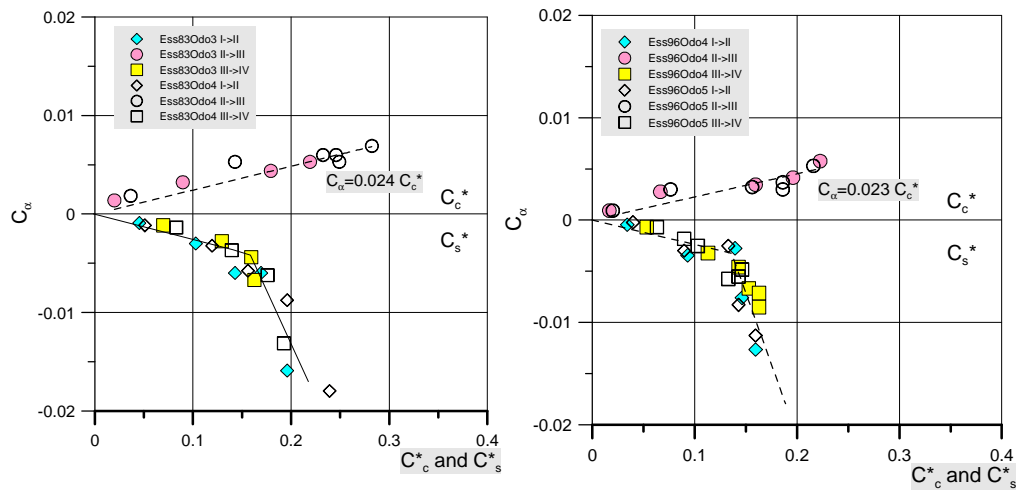 0.02
Ess83Odo3 I->II
Ess83Odo3 II->III
Ess83Odo3 III->IV
Ess83Odo4 I->II
Ess83Odo4 II->III
Ess83Odo4 III->IV
0.01
Cα=0.024 Cc*
Cc*
Cα
0
Cs*
-0.01
-0.02
0 0.1 0.2 0.3 0.4
C*c and C*s
0.02
Ess96Odo4 I->II
Ess96Odo4 II->III
Ess96Odo4 III->IV
Ess96Odo5 I->II
Ess96Odo5 II->III
Ess96Odo5 III->IV
0.01
Cα=0.023 Cc*
Cc*
Cα
0
Cs*
-0.01
-0.02
0 0.1 0.2 0.3 0.4
C*c and C*s